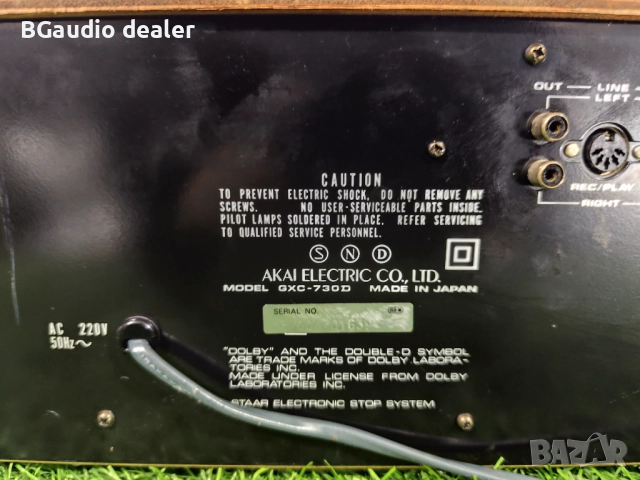 BGaudio dealer
OUT LINE
LEFT
REC/PLAY
RIGHT
CAUTION
TO PREVENT ELECTRIC SHOCK, DO NOT REMOVE ANY
SCREWS. NO USER-SERVICEABLE PARTS INSIDE.
PILOT LAMPS SOLDERED IN PLACE. REFER SERVICING
TO QUALIFIED SERVICE PERSONNEL.
S N D
AKAI ELECTRIC CO., LTD.
MODEL GXC-730D MADE IN JAPAN
SERIAL NO.
AC 220V
50Hz~
"DOLBY" AND THE DOUBLE-D SYMBOL
ARE TRADE MARKS OF DOLBY LABORA-
TORIES INC.
MADE UNDER LICENSE FROM DOLBY
LABORATORIES INC.
STAAR ELECTRONIC STOP SYSTEM
BAZAR